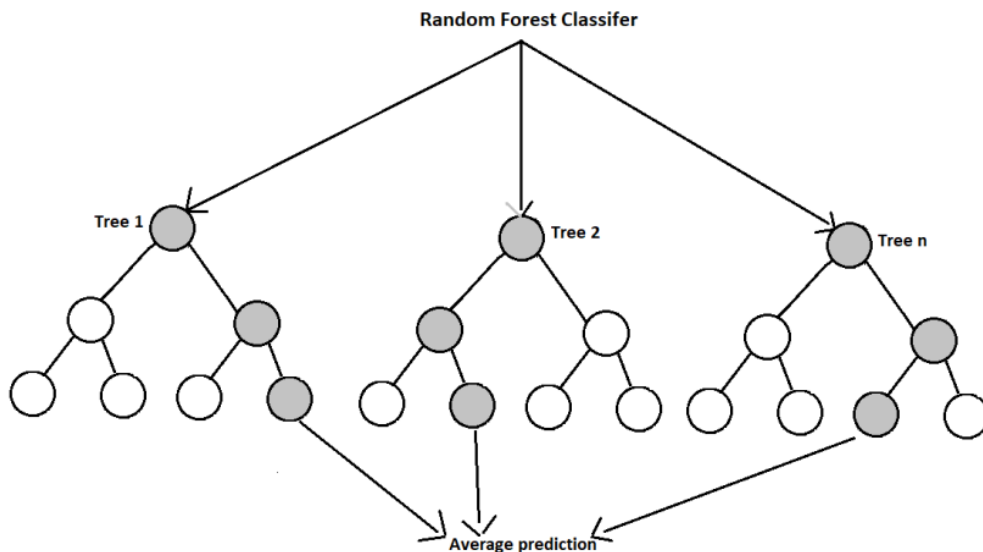 Random Forest Classifer
Tree 1
Tree 2
Tree n
Average prediction